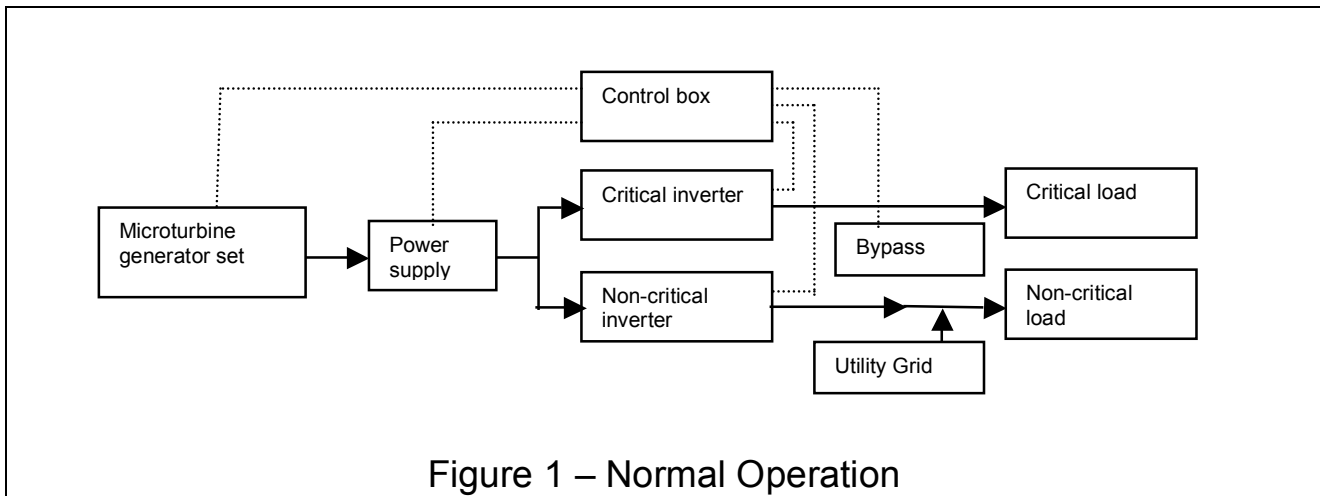 Control box
Critical inverter
Critical load
Microturbine
generator set
Power
supply
Bypass
Non-critical
inverter
Non-critical
load
Utility Grid
Figure 1 – Normal Operation